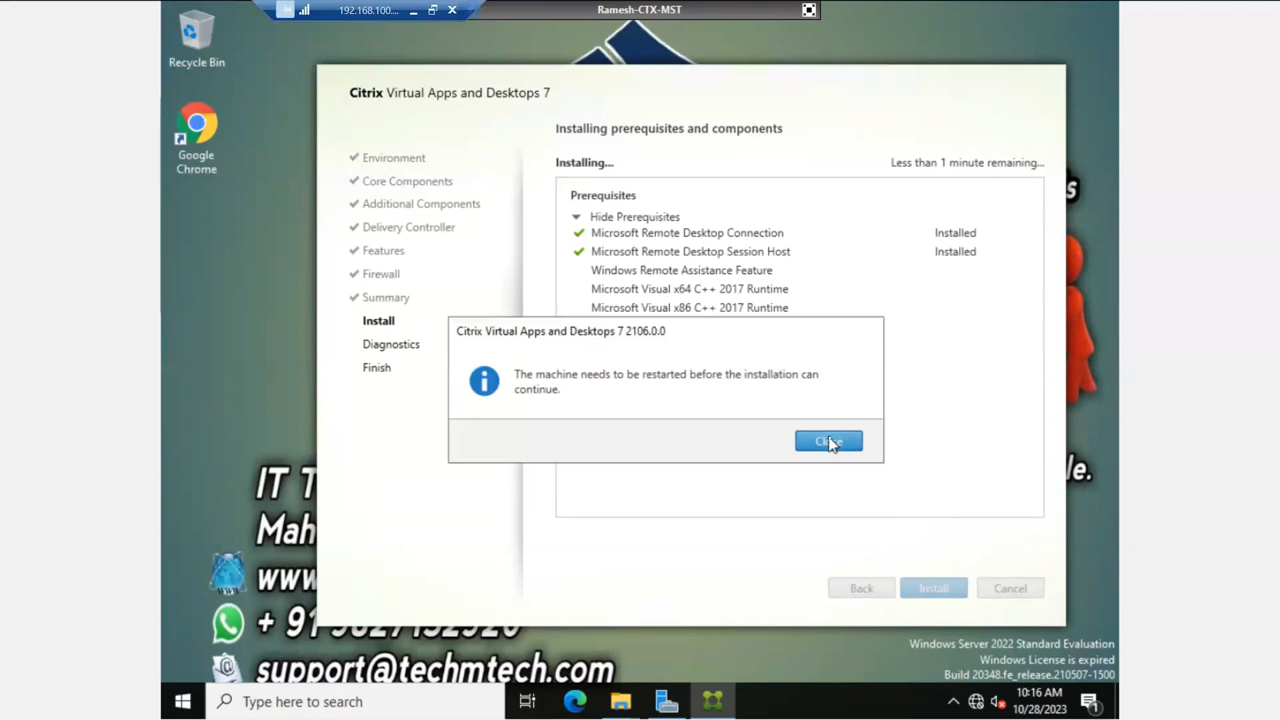 192.168.100....
Ramesh-CTX-MST
Recycle Bin
Google
Chrome
Citrix Virtual Apps and Desktops 7
Environment
Core Components
Additional Components
Delivery Controller
Features
Firewall
Summary
Install
Diagnostics
Finish
Installing prerequisites and components
Installing...
Less than 1 minute remaining...
Prerequisites
Hide Prerequisites
Microsoft Remote Desktop Connection Installed
Microsoft Remote Desktop Session Host Installed
Windows Remote Assistance Feature
Microsoft Visual x64 C++ 2017 Runtime
Microsoft Visual x86 C++ 2017 Runtime
Citrix Virtual Apps and Desktops 7 2106.0.0
The machine needs to be restarted before the installation can
continue.
Close
Back
Install
Cancel
IT T
Mah
www
+ 91
support@techmtech.com
Windows Server 2022 Standard Evaluation
Windows License is expired
Build 20348.fe_release.210507-1500
Type here to search
10:16 AM
10/28/2023
1